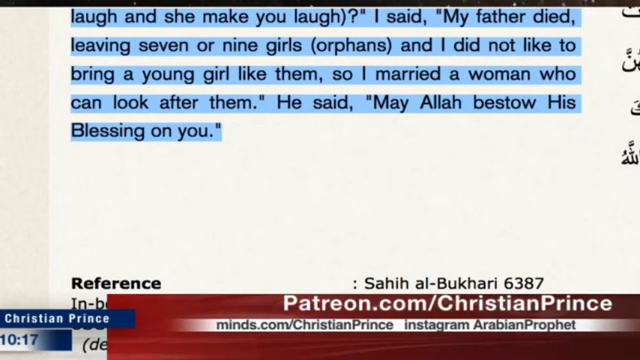 laugh and she make you laugh)?" I said, "My father died,
leaving seven or nine girls (orphans) and I did not like to
bring a young girl like them, so I married a woman who
can look after them." He said, "May Allah bestow His
Blessing on you."
Reference : Sahih al-Bukhari 6387
In-b
Patreon.com/ChristianPrince
Christian Prince
minds.com/ChristianPrince instagram ArabianProphet
10:17
(de